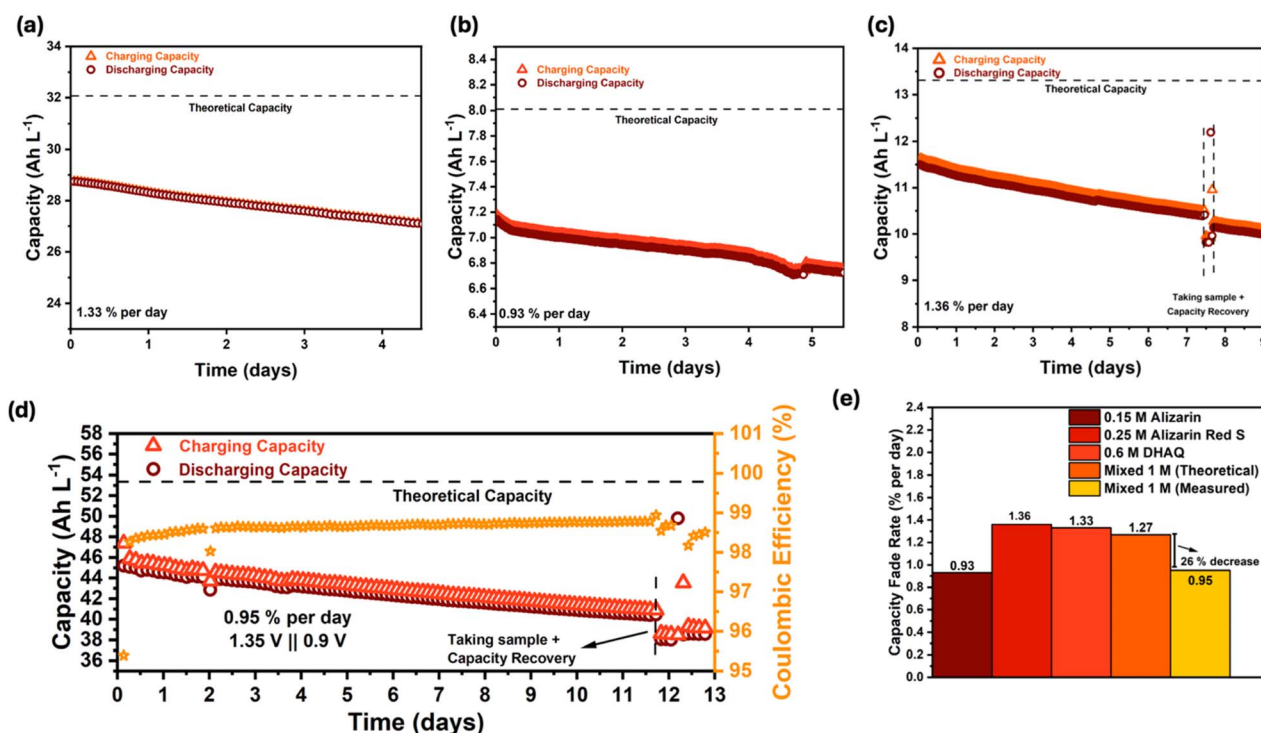 (a)
Charging Capacity
Discharging Capacity
Theoretical Capacity
Capacity (Ah L⁻¹)
34
32
30
28
26
24
1.33 % per day
0
1
2
3
4
Time (days)
(b)
Charging Capacity
Discharging Capacity
Theoretical Capacity
Capacity (Ah L⁻¹)
8.4
8.2
8.0
7.8
7.6
7.4
7.2
7.0
6.8
6.6
6.4
0.93 % per day
0
1
2
3
4
5
Time (days)
(c)
Charging Capacity
Discharging Capacity
Theoretical Capacity
Capacity (Ah L⁻¹)
14
13
12
11
10
9
8
Taking sample +
Capacity Recovery
1.36 % per day
0
1
2
3
4
5
6
7
8
9
Time (days)
(d)
Charging Capacity
Discharging Capacity
Theoretical Capacity
Capacity (Ah L⁻¹)
58
56
54
52
50
48
46
44
42
40
38
36
0.95 % per day
1.35 V || 0.9 V
Taking sample +
Capacity Recovery
101
100
99
98
97
96
95
Coulombic Efficiency (%)
0
1
2
3
4
5
6
7
8
9
10
11
12
13
Time (days)
(e)
Capacity Fade Rate (% per day)
2.4
2.2
2.0
1.8
1.6
1.4
1.2
1.0
0.8
0.6
0.4
0.2
0.0
0.15 M Alizarin
0.25 M Alizarin Red S
0.6 M DHAQ
Mixed 1 M (Theoretical)
Mixed 1 M (Measured)
0.93
1.36
1.33
1.27
26 % decrease
0.95